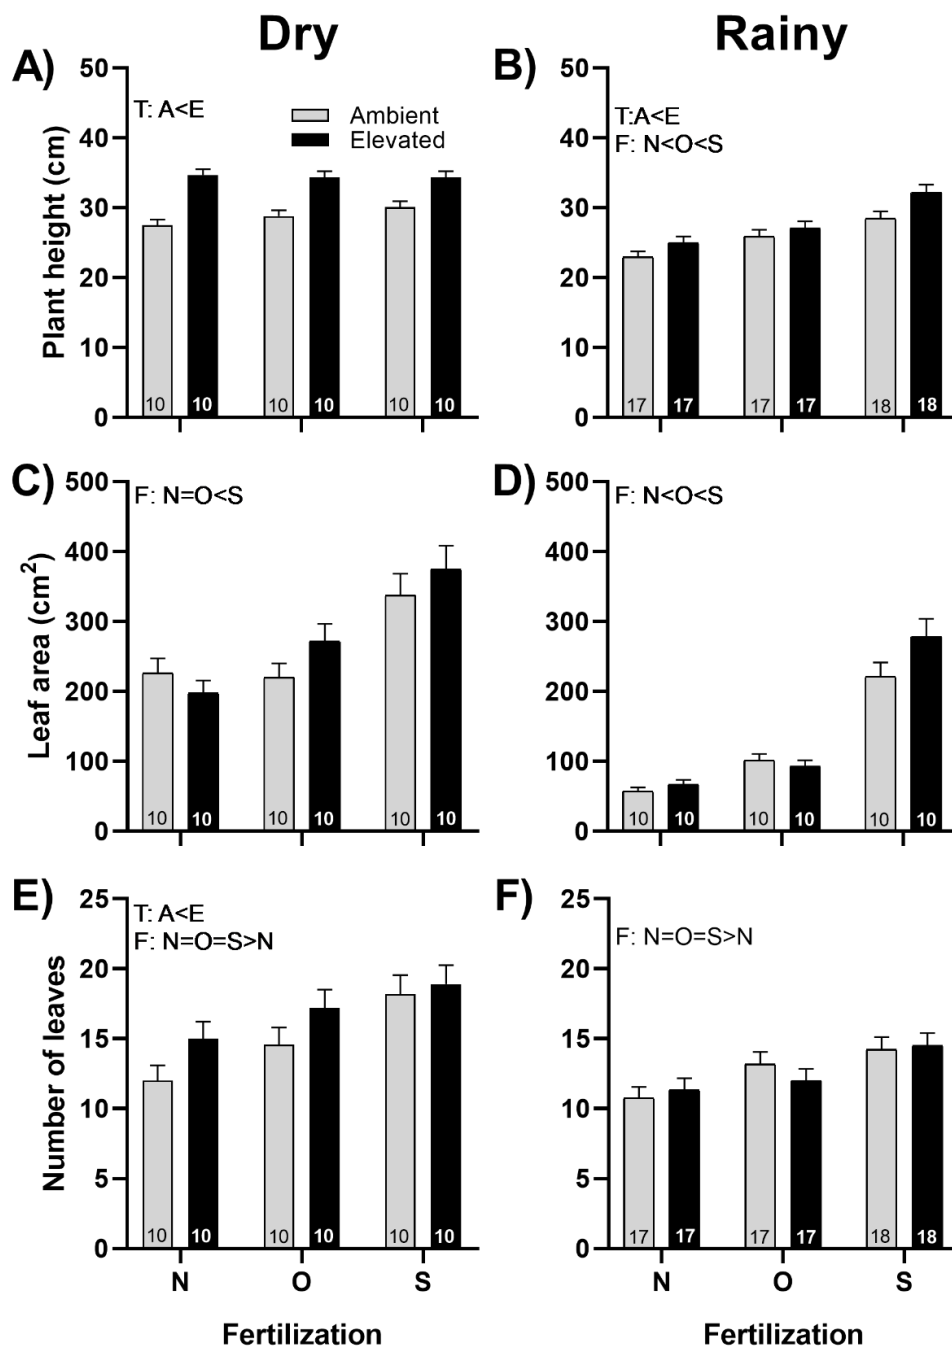 Dry
Rainy
A)
50
40
30
20
10
0
Plant height (cm)
T: A<E
Ambient
Elevated
10
10
10
10
10
10
B)
50
40
30
20
10
0
T:A<E
F: N<O<S
17
17
17
17
18
18
C)
500
400
300
200
100
0
Leaf area (cm²)
F: N=O<S
10
10
10
10
10
10
D)
500
400
300
200
100
0
F: N<O<S
10
10
10
10
10
10
E)
25
20
15
10
5
0
Number of leaves
T: A<E
F: N=O=S>N
10
10
10
10
10
10
N
O
S
Fertilization
F)
25
20
15
10
5
0
F: N=O=S>N
17
17
17
17
18
18
N
O
S
Fertilization